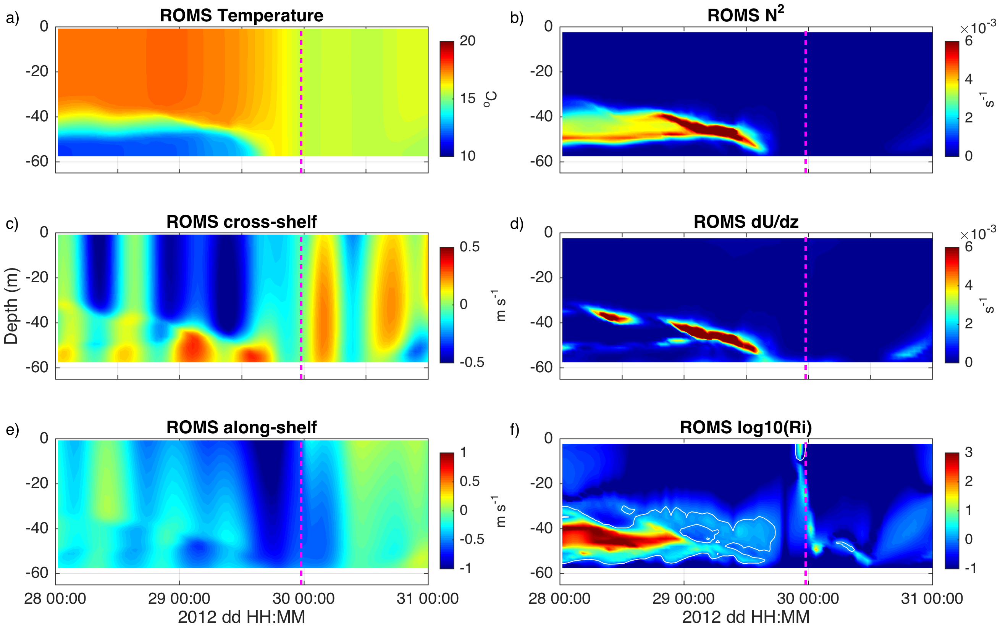 a)
ROMS Temperature
0
-20
-40
-60
20
15
10
°C
b)
ROMS N²
0
-20
-40
-60
×10⁻³
6
4
2
0
s⁻¹
c)
ROMS cross-shelf
0
-20
-40
-60
Depth (m)
0.5
0
-0.5
m s⁻¹
d)
ROMS dU/dz
0
-20
-40
-60
×10⁻³
6
4
2
0
s⁻¹
e)
ROMS along-shelf
0
-20
-40
-60
1
0.5
0
-0.5
-1
m s⁻¹
28 00:00 29 00:00 30 00:00 31 00:00
2012 dd HH:MM
f)
ROMS log10(Ri)
0
-20
-40
-60
3
2
1
0
-1
28 00:00 29 00:00 30 00:00 31 00:00
2012 dd HH:MM